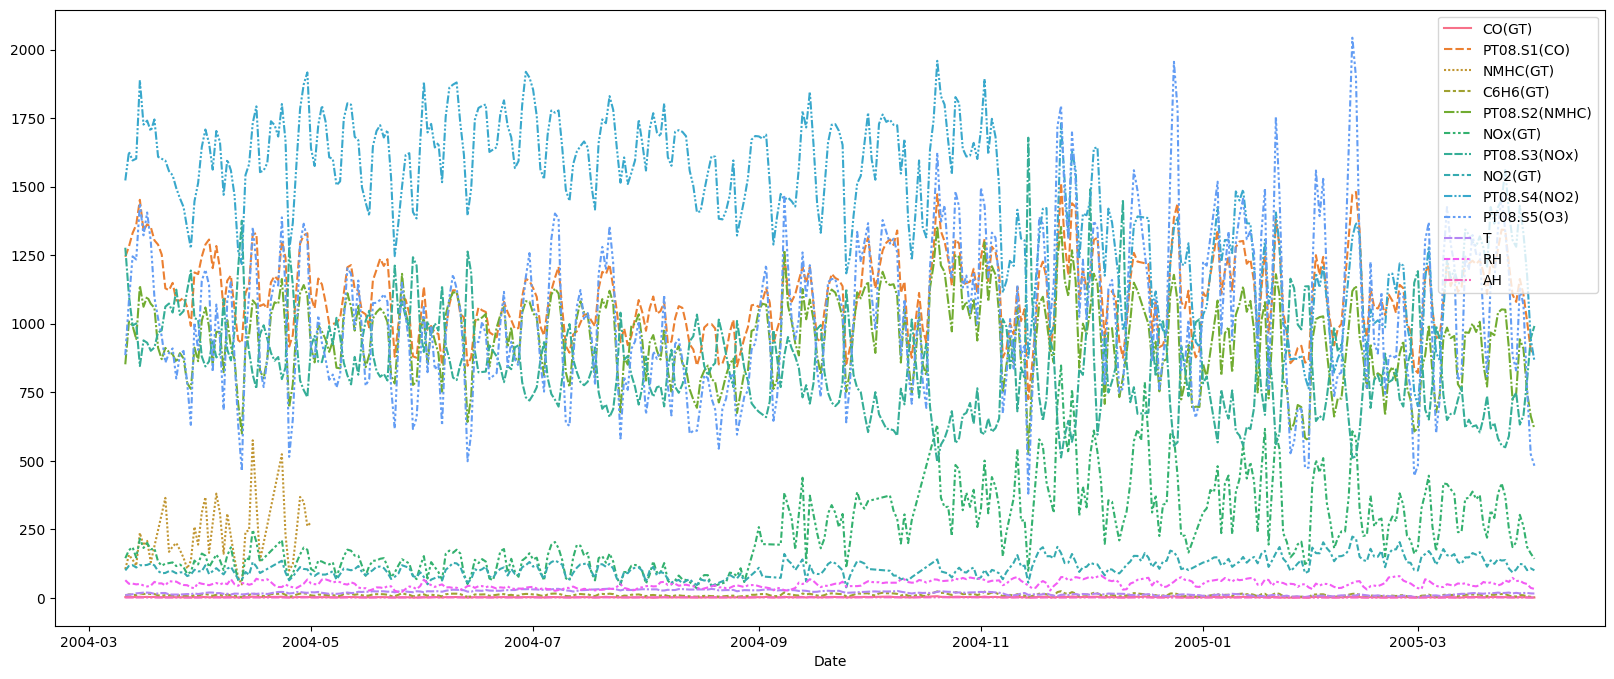 2000
1750
1500
1250
1000
750
500
250
0
2004-03
2004-05
2004-07
2004-09
2004-11
2005-01
2005-03
Date
CO(GT)
PT08.S1(CO)
NMHC(GT)
C6H6(GT)
PT08.S2(NMHC)
NOx(GT)
PT08.S3(NOx)
NO2(GT)
PT08.S4(NO2)
PT08.S5(O3)
T
RH
AH